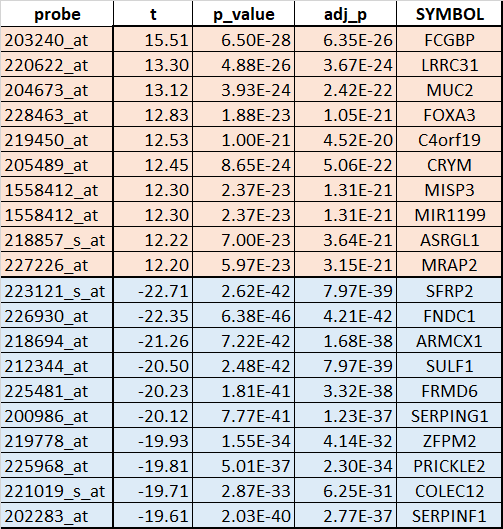 probe t p_value adj_p SYMBOL
203240_at 15.51 6.50E-28 6.35E-26 FCGBP
220622_at 13.30 4.88E-26 3.67E-24 LRRC31
204673_at 13.12 3.93E-24 2.42E-22 MUC2
228463_at 12.83 1.88E-23 1.05E-21 FOXA3
219450_at 12.53 1.00E-21 4.52E-20 C4orf19
205489_at 12.45 8.65E-24 5.06E-22 CRYM
1558412_at 12.30 2.37E-23 1.31E-21 MISP3
1558412_at 12.30 2.37E-23 1.31E-21 MIR1199
218857_s_at 12.22 7.00E-23 3.64E-21 ASRGL1
227226_at 12.20 5.97E-23 3.15E-21 MRAP2
223121_s_at -22.71 2.62E-42 7.97E-39 SFRP2
226930_at -22.35 6.38E-46 4.21E-42 FNDC1
218694_at -21.26 7.22E-42 1.68E-38 ARMCX1
212344_at -20.50 2.48E-42 7.97E-39 SULF1
225481_at -20.23 1.81E-41 3.32E-38 FRMD6
200986_at -20.12 7.77E-41 1.23E-37 SERPING1
219778_at -19.93 1.55E-34 4.14E-32 ZFPM2
225968_at -19.81 5.01E-37 2.30E-34 PRICKLE2
221019_s_at -19.71 2.87E-33 6.25E-31 COLEC12
202283_at -19.61 2.03E-40 2.77E-37 SERPINF1